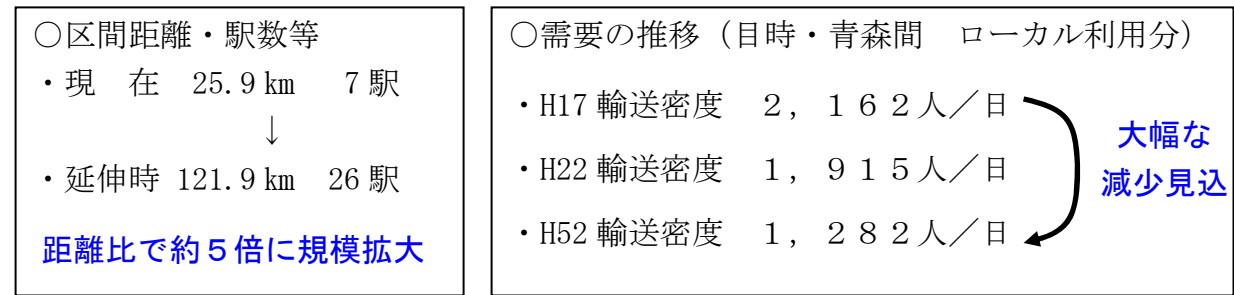 ○区間距離・駅数等
・現　在　25.9㎞　7駅
↓
・延伸時 121.9㎞　26駅
距離比で約５倍に規模拡大
○需要の推移（目時・青森間　ローカル利用分）
・H17輸送密度　２，１６２人／日
・H22輸送密度　１，９１５人／日
・H52輸送密度　１，２８２人／日
大幅な
減少見込